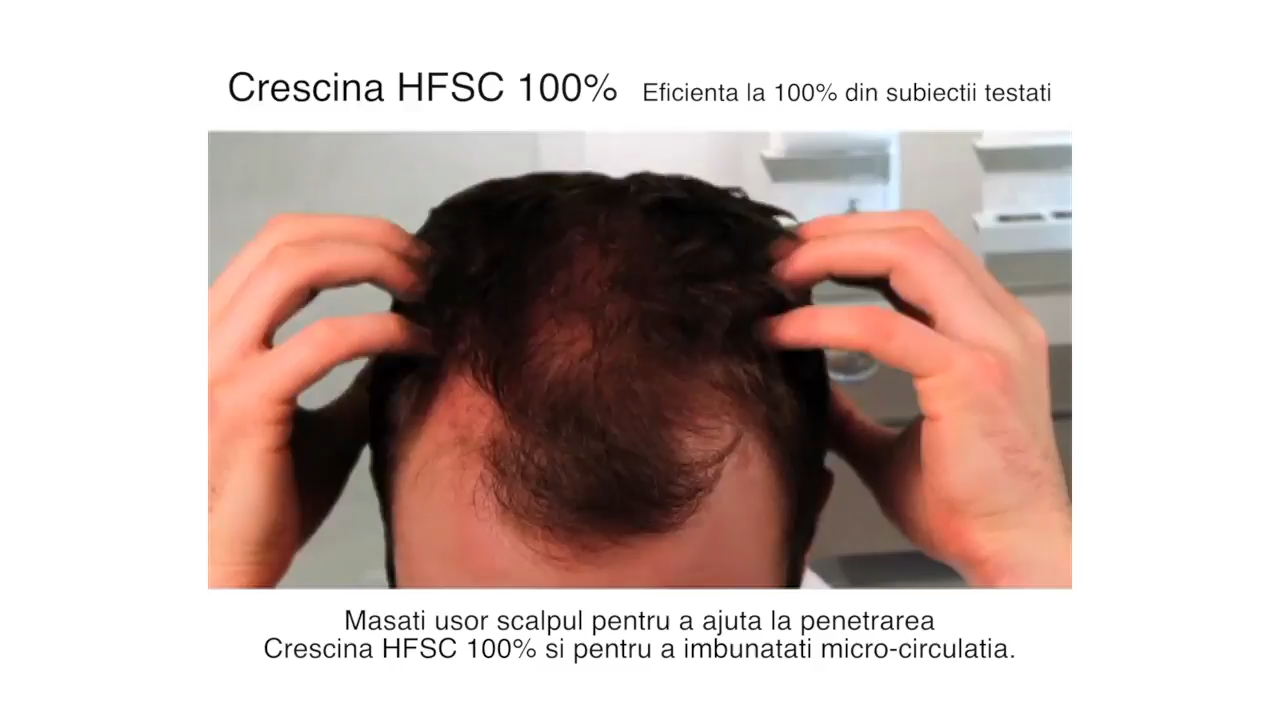 Crescina HFSC 100% Eficienta la 100% din subiectii testati
Masati usor scalpul pentru a ajuta la penetrarea
Crescina HFSC 100% si pentru a imbunatati micro-circulatia.